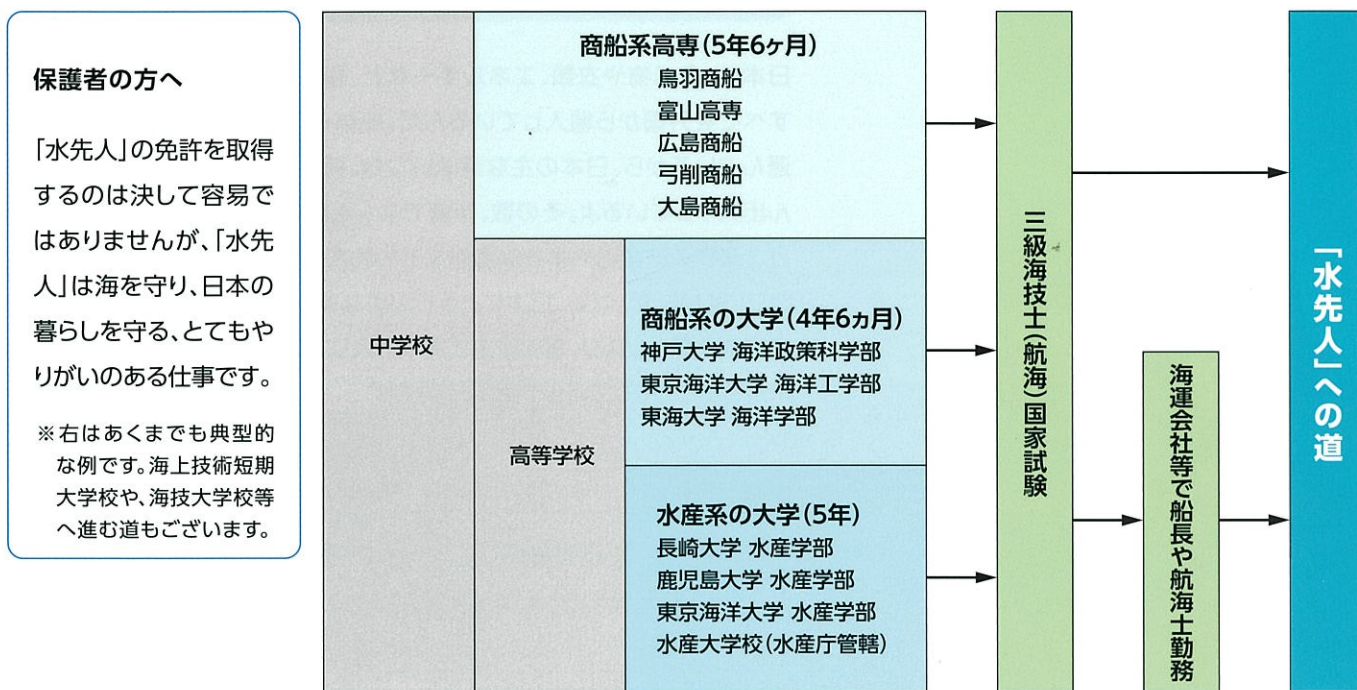 保護者の方へ
「水先人」の免許を取得
するのは決して容易で
はありませんが、「水先
人」は海を守り、日本の
暮らしを守る、とてもや
りがいのある仕事です。
※右はあくまでも典型的
な例です。海上技術短期
大学校や、海技大学校等
へ進む道もございます。
中学校
商船系高専(5年6ヶ月)
鳥羽商船
富山高専
広島商船
弓削商船
大島商船
高等学校
商船系の大学(4年6ヵ月)
神戸大学 海洋政策科学部
東京海洋大学 海洋工学部
東海大学 海洋学部
水産系の大学(5年)
長崎大学 水産学部
鹿児島大学 水産学部
東京海洋大学 水産学部
水産大学校(水産庁管轄)
三級海技士(航海)国家試験
海運会社等で船長や航海士勤務
「水先人」への道